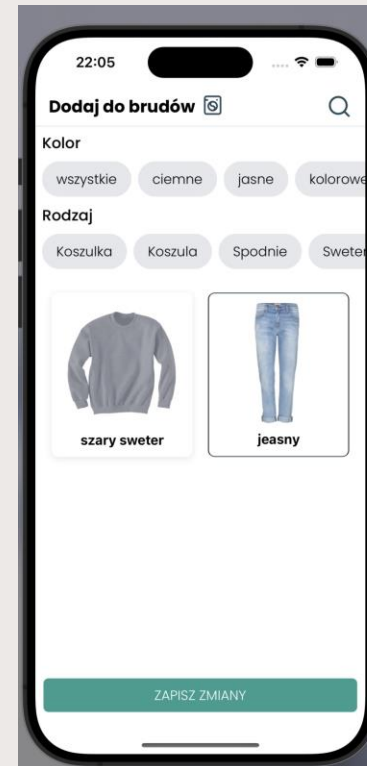 22:05
Dodaj do brudów
Kolor
wszystkie ciemne jasne kolorowe
Rodzaj
Koszulka Koszula Spodnie Sweter
szary sweter jeasny
ZAPISZ ZMIANY